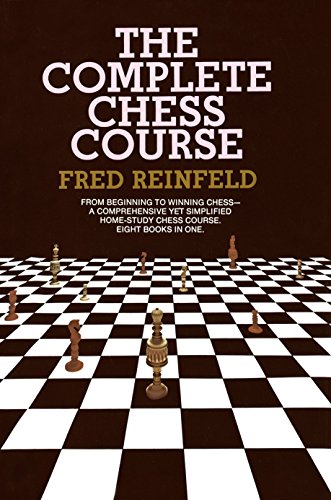 THE
COMPLETE
CHESS
COURSE
FRED REINFELD
FROM BEGINNING TO WINNING CHESS—
A COMPREHENSIVE YET SIMPLIFIED
HOME-STUDY CHESS COURSE.
EIGHT BOOKS IN ONE.